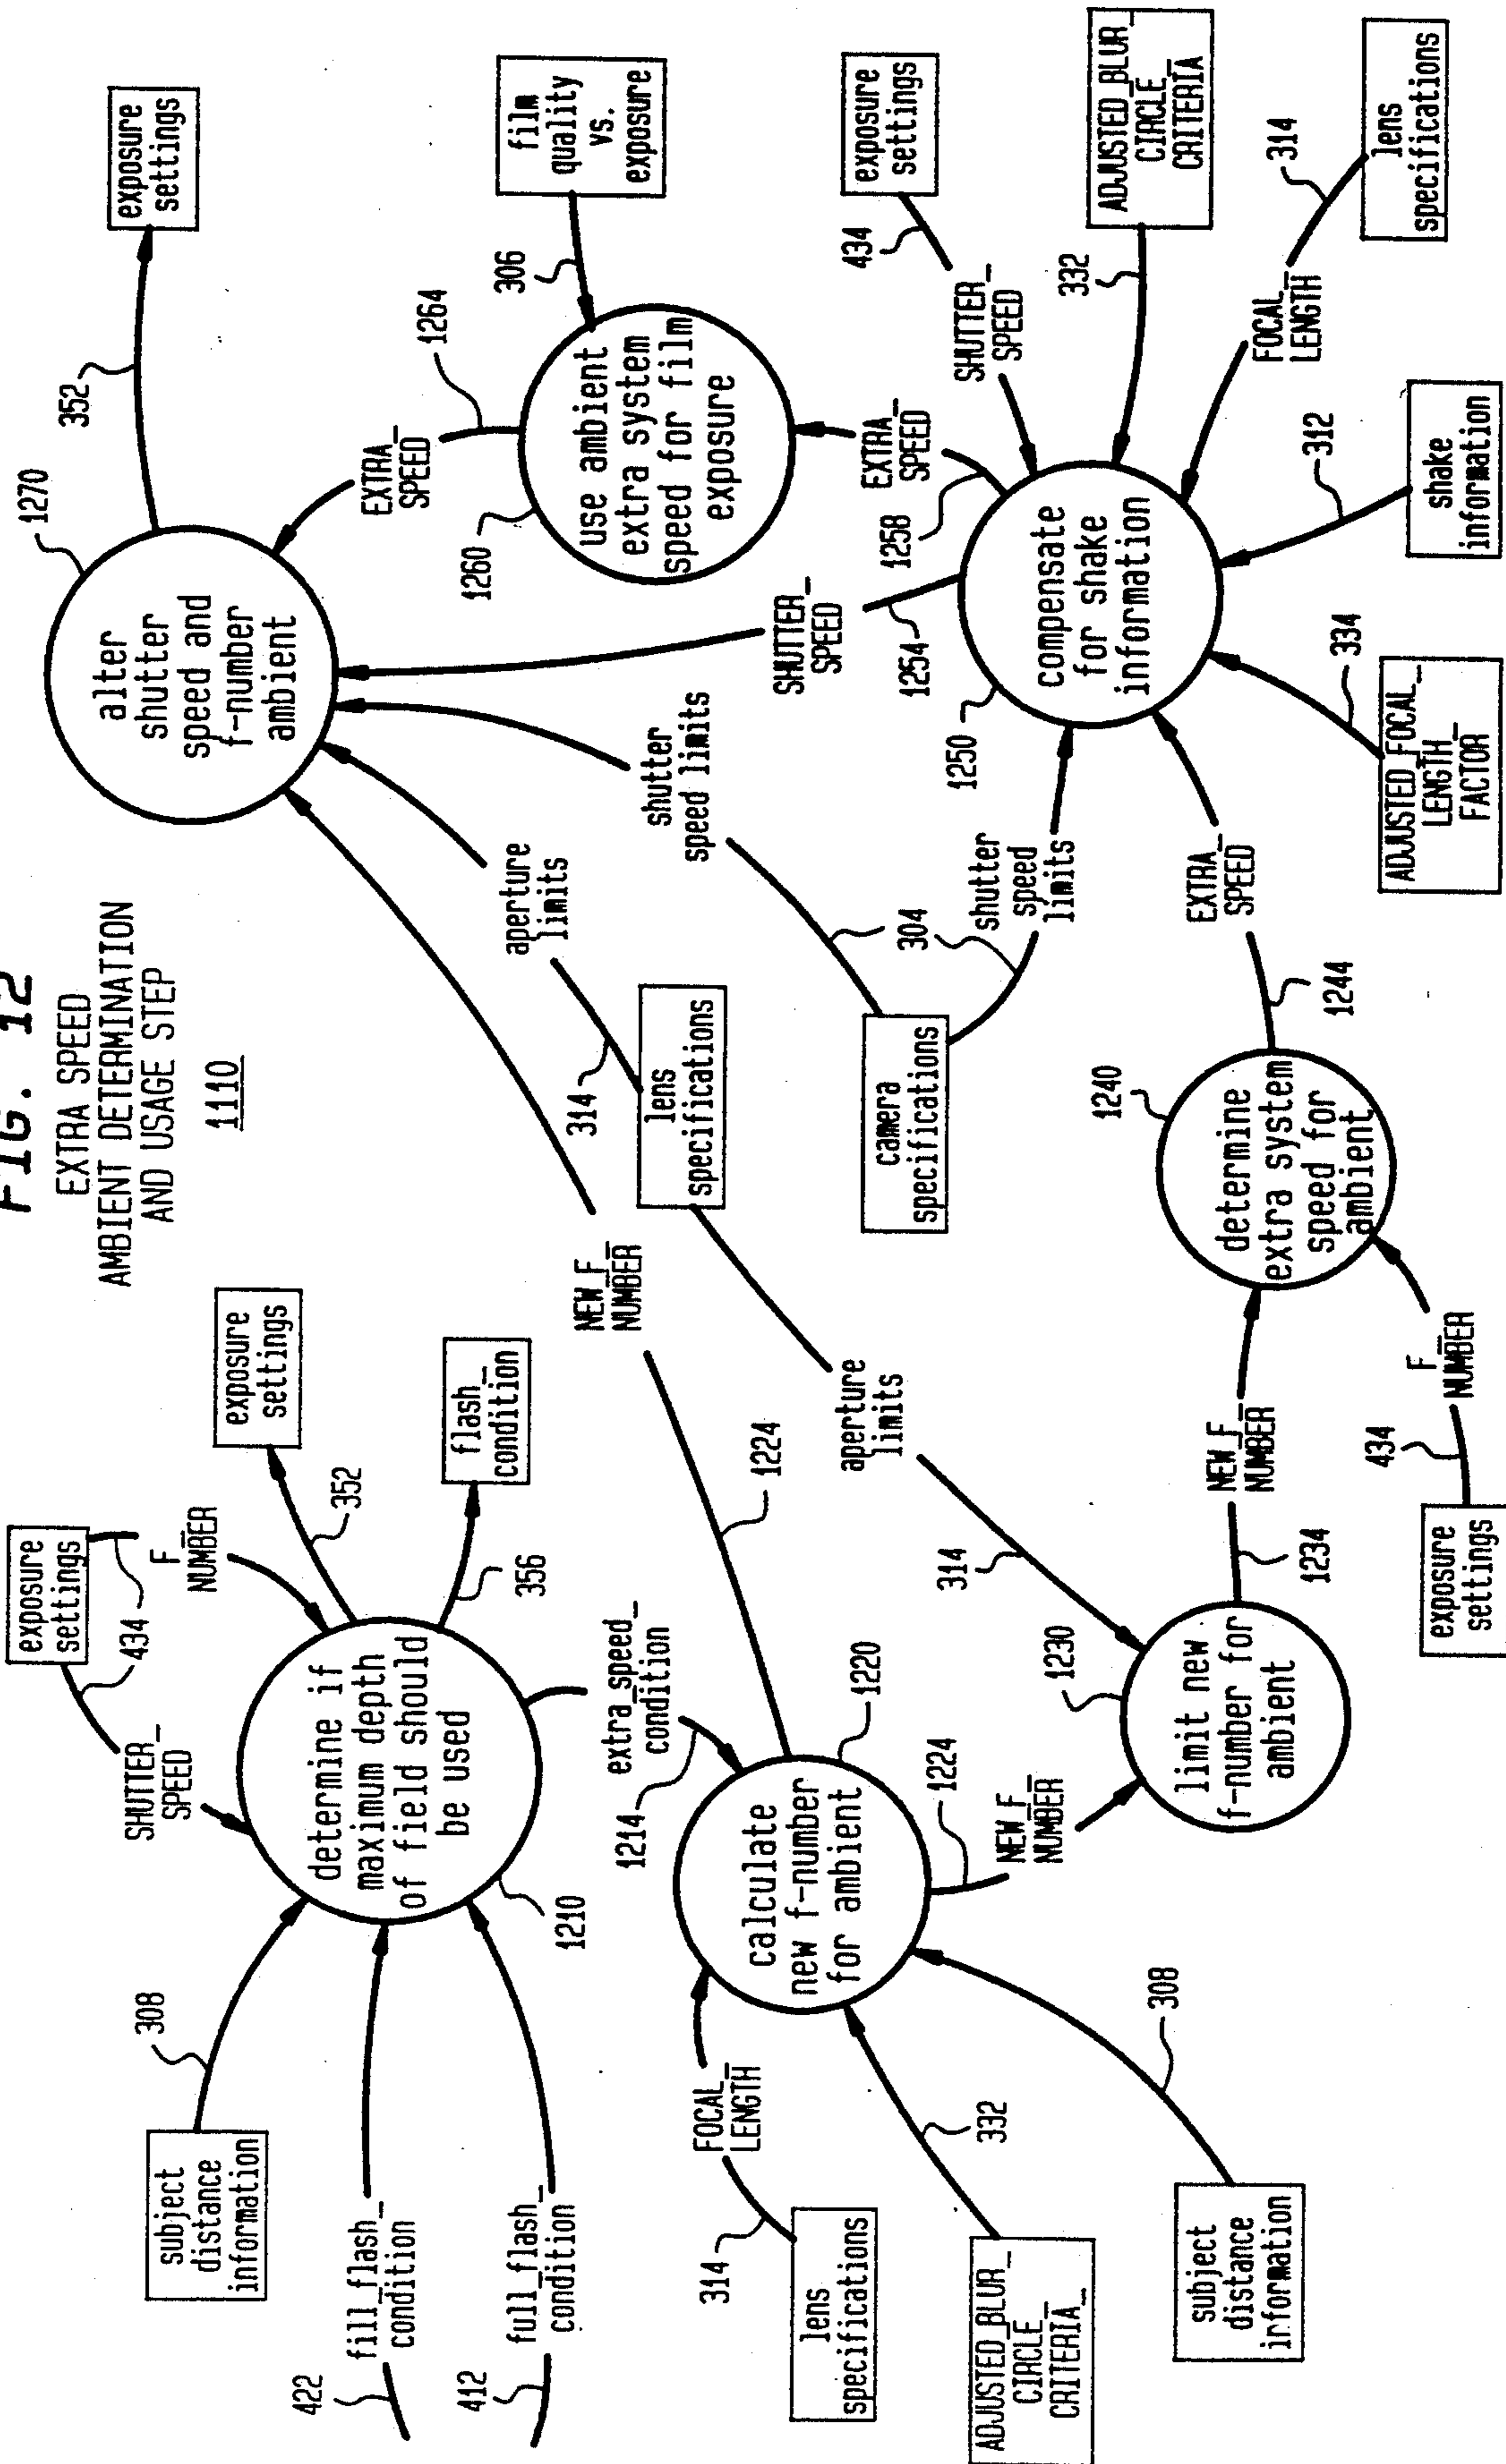 FIG. 12
EXTRA SPEED
AMBIENT DETERMINATION
AND USAGE STEP
1110
exposure
settings
434
SHUTTER_
SPEED
F_
NUMBER
subject
distance
information
308
422
fill_flash_
condition
412
full_flash_
condition
determine if
maximum depth
of field should
be used
1210
352
exposure
settings
356
flash_
condition
1214
extra_speed_
condition
lens
specifications
314
FOCAL_
LENGTH
ADJUSTED_BLUR_
CIRCLE_
CRITERIA_
332
subject
distance
information
308
calculate
new f-number
for ambient
1220
1224
NEW_F_
NUMBER
1224
NEW_F_
NUMBER
limit new
f-number for
ambient
1230
314
aperture
limits
lens
specifications
314
aperture
limits
1234
NEW_F_
NUMBER
exposure
settings
434
F_
NUMBER
determine
extra system
speed for
ambient
1240
1244
EXTRA_
SPEED
camera
specifications
304
shutter
speed
limits
shutter
speed limits
compensate
for shake
information
1250
ADJUSTED_FOCAL_
LENGTH_
FACTOR
334
shake
information
312
lens
specifications
314
FOCAL_
LENGTH
ADJUSTED_BLUR_
CIRCLE_
CRITERIA
332
exposure
settings
434
SHUTTER_
SPEED
1254
SHUTTER_
SPEED
1258
EXTRA_
SPEED
use ambient
extra system
speed for film
exposure
1260
film
quality
vs.
exposure
306
1264
EXTRA_
SPEED
alter
shutter
speed and
f-number
ambient
1270
352
exposure
settings